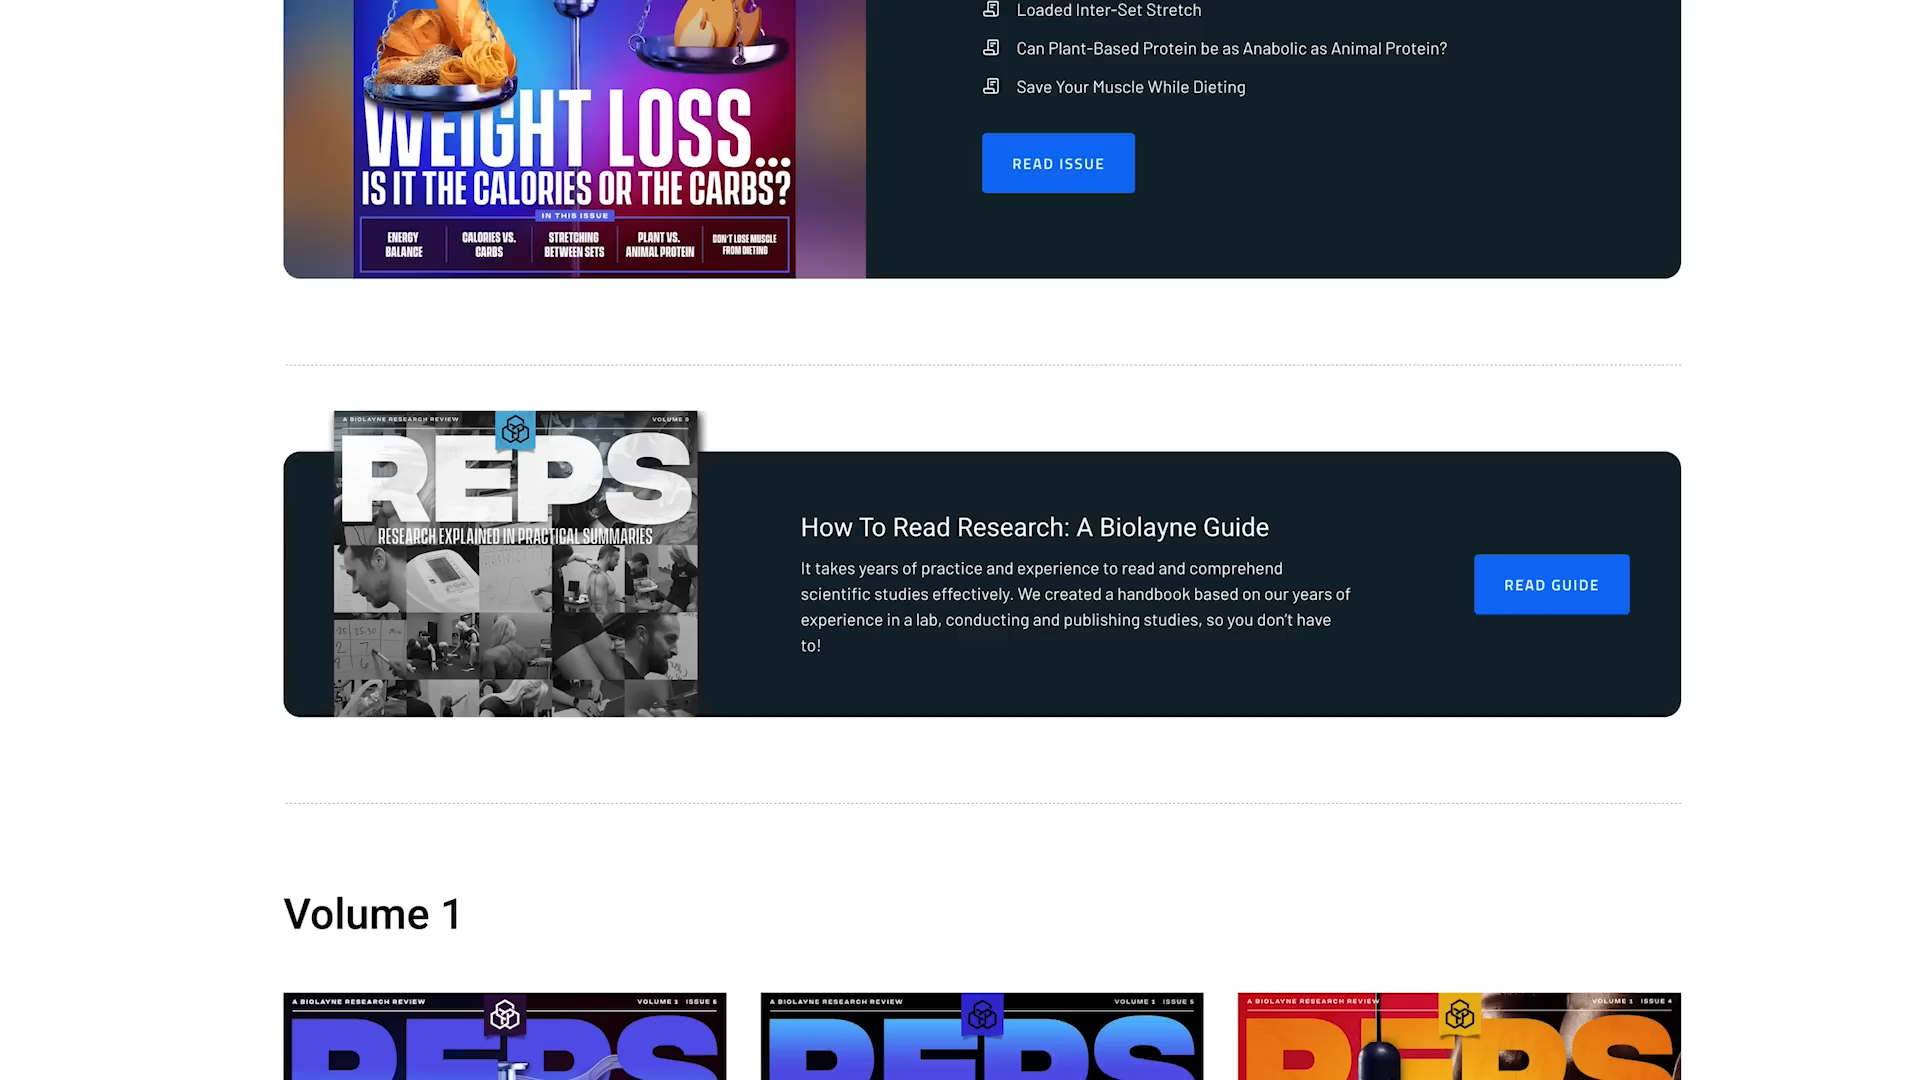 Loaded Inter-Set Stretch
Can Plant-Based Protein be as Anabolic as Animal Protein?
Save Your Muscle While Dieting
READ ISSUE
WEIGHT LOSS...
IS IT THE CALORIES OR THE CARBS?
IN THIS ISSUE
ENERGY
BALANCE
CALORIES VS.
CARBS
STRETCHING
BETWEEN SETS
PLANT VS.
ANIMAL PROTEIN
DON'T LOSE MUSCLE
FROM DIETING
A BIOLAYNE RESEARCH REVIEW
VOLUME 0
REPS
RESEARCH EXPLAINED IN PRACTICAL SUMMARIES
How To Read Research: A Biolayne Guide
It takes years of practice and experience to read and comprehend
scientific studies effectively. We created a handbook based on our years of
experience in a lab, conducting and publishing studies, so you don't have
to!
READ GUIDE
Volume 1
A BIOLAYNE RESEARCH REVIEW
VOLUME 1 ISSUE 6
REPS
A BIOLAYNE RESEARCH REVIEW
VOLUME 1 ISSUE 5
REPS
A BIOLAYNE RESEARCH REVIEW
VOLUME 1 ISSUE 4
REPS